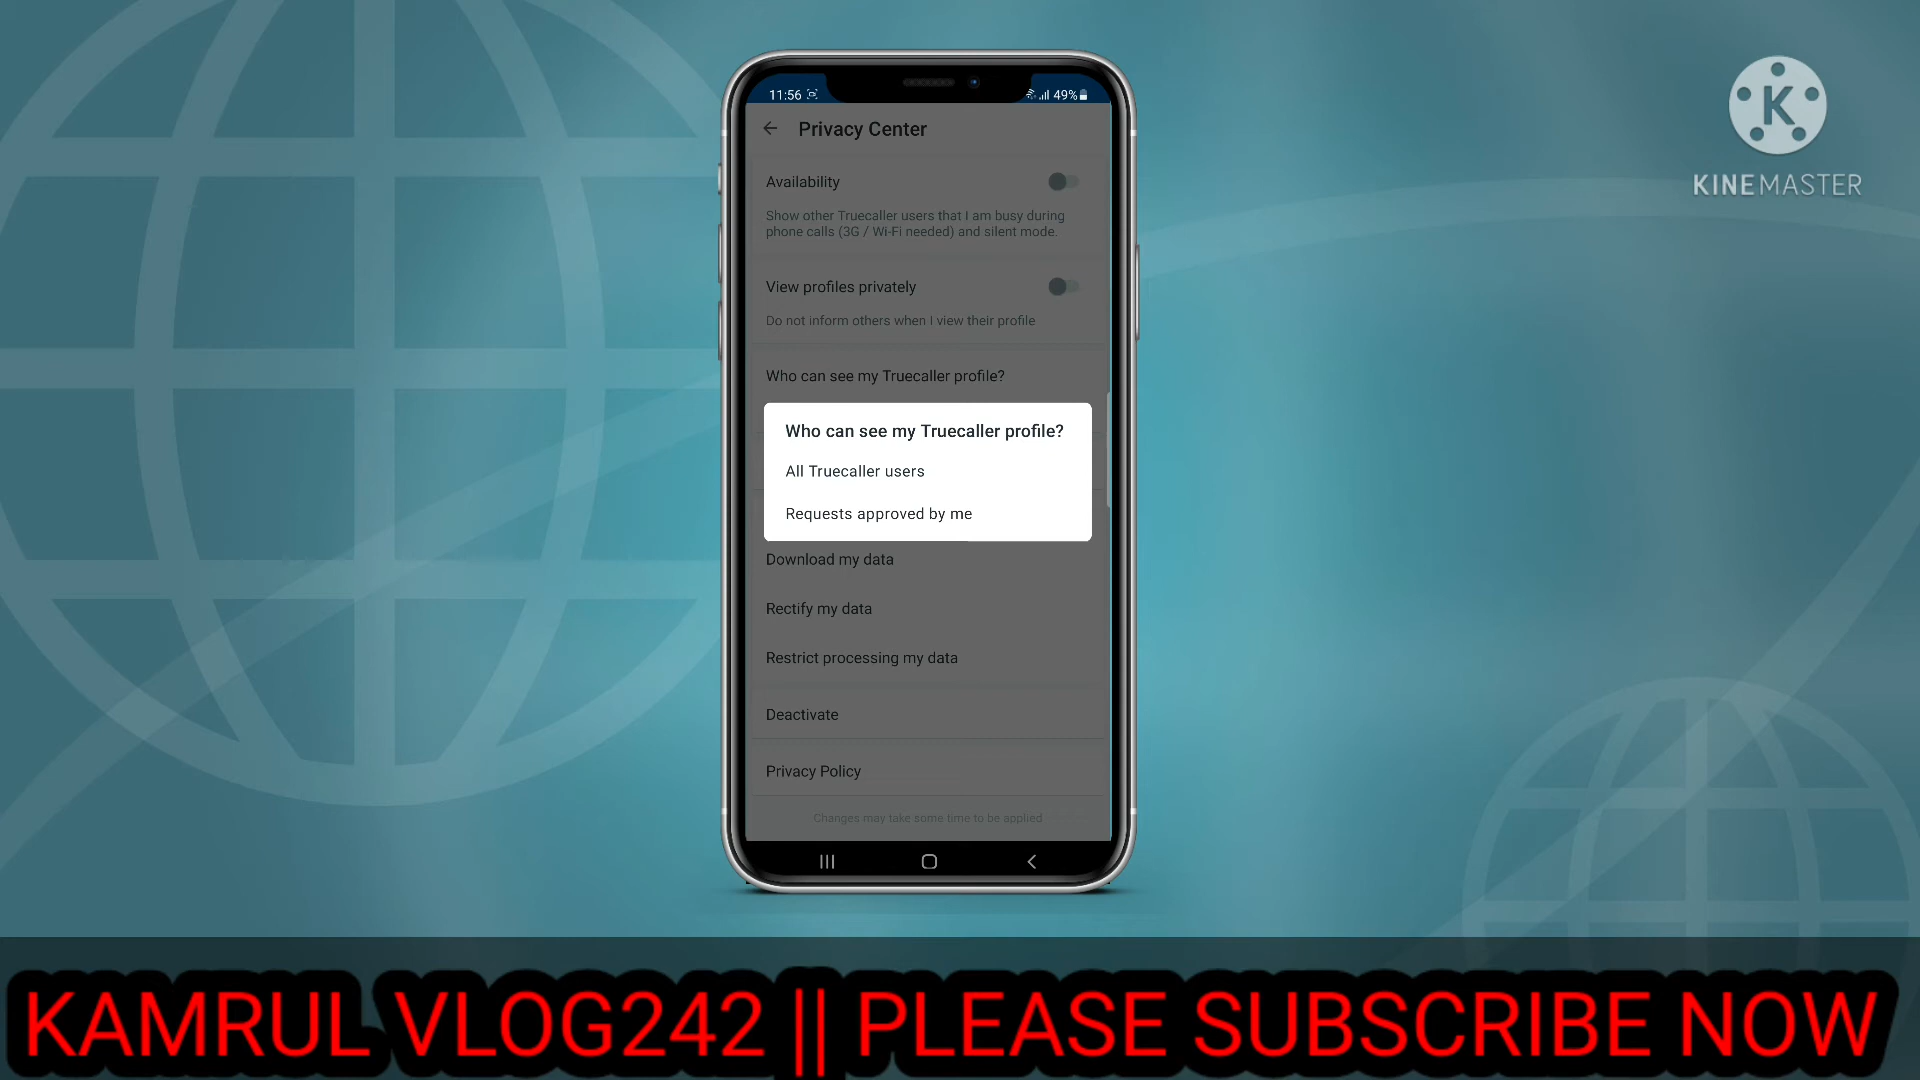 11:56
49%
Privacy Center
Availability
Show other Truecaller users that I am busy during
phone calls (3G / Wi-Fi needed) and silent mode.
View profiles privately
Do not inform others when I view their profile
Who can see my Truecaller profile?
Who can see my Truecaller profile?
All Truecaller users
Requests approved by me
Download my data
Rectify my data
Restrict processing my data
Deactivate
Privacy Policy
Changes may take some time to be applied
K
KINEMASTER
KAMRUL VLOG242 || PLEASE SUBSCRIBE NOW